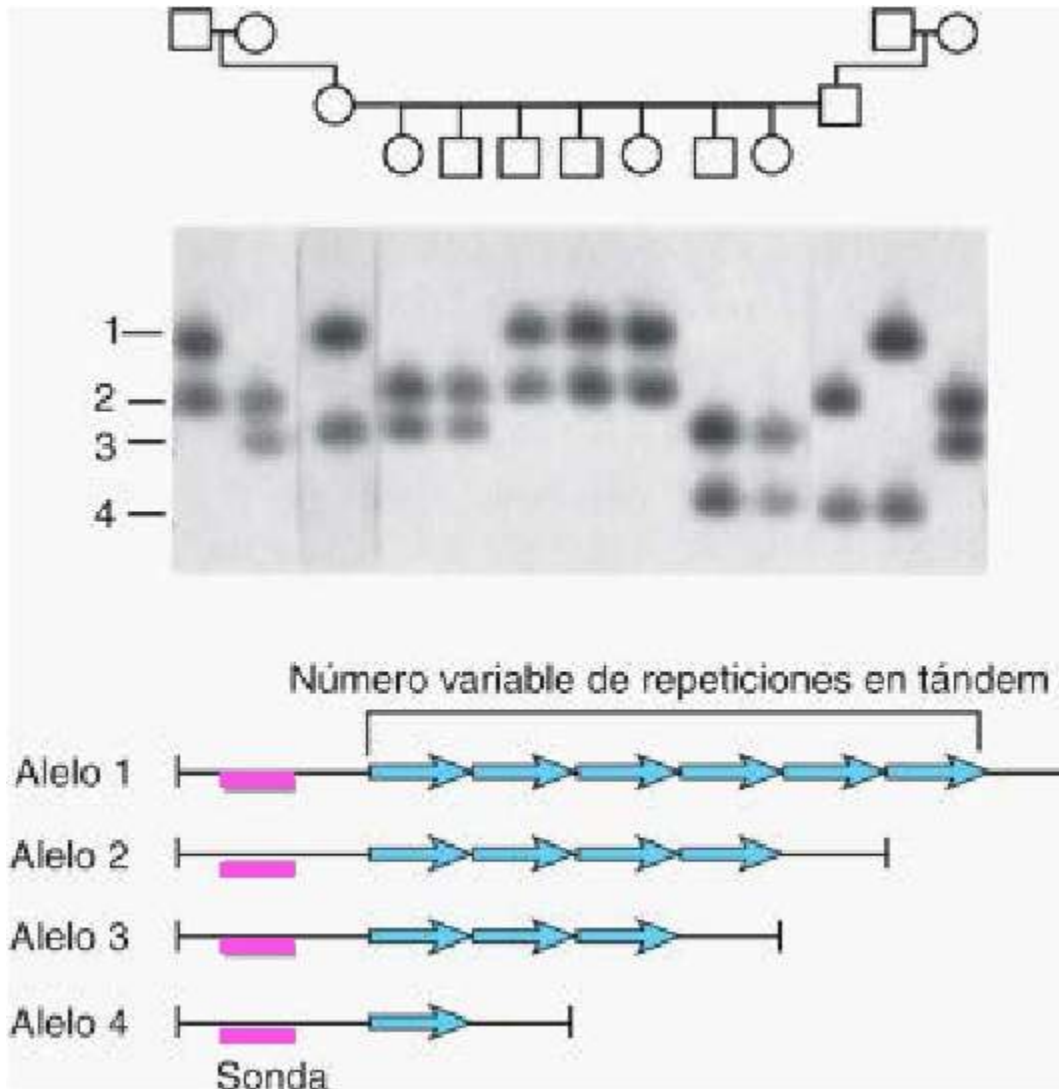 1
2
3
4
Número variable de repeticiones en tándem
Alelo 1
Alelo 2
Alelo 3
Alelo 4
Sonda